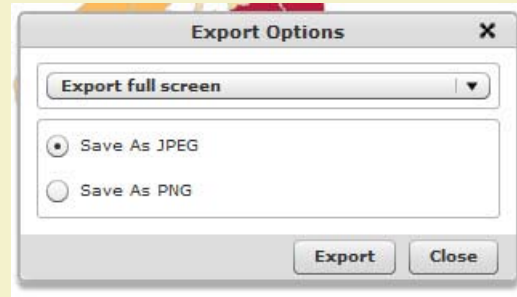 Export Options
Export full screen
Save As JPEG
Save As PNG
Export Close